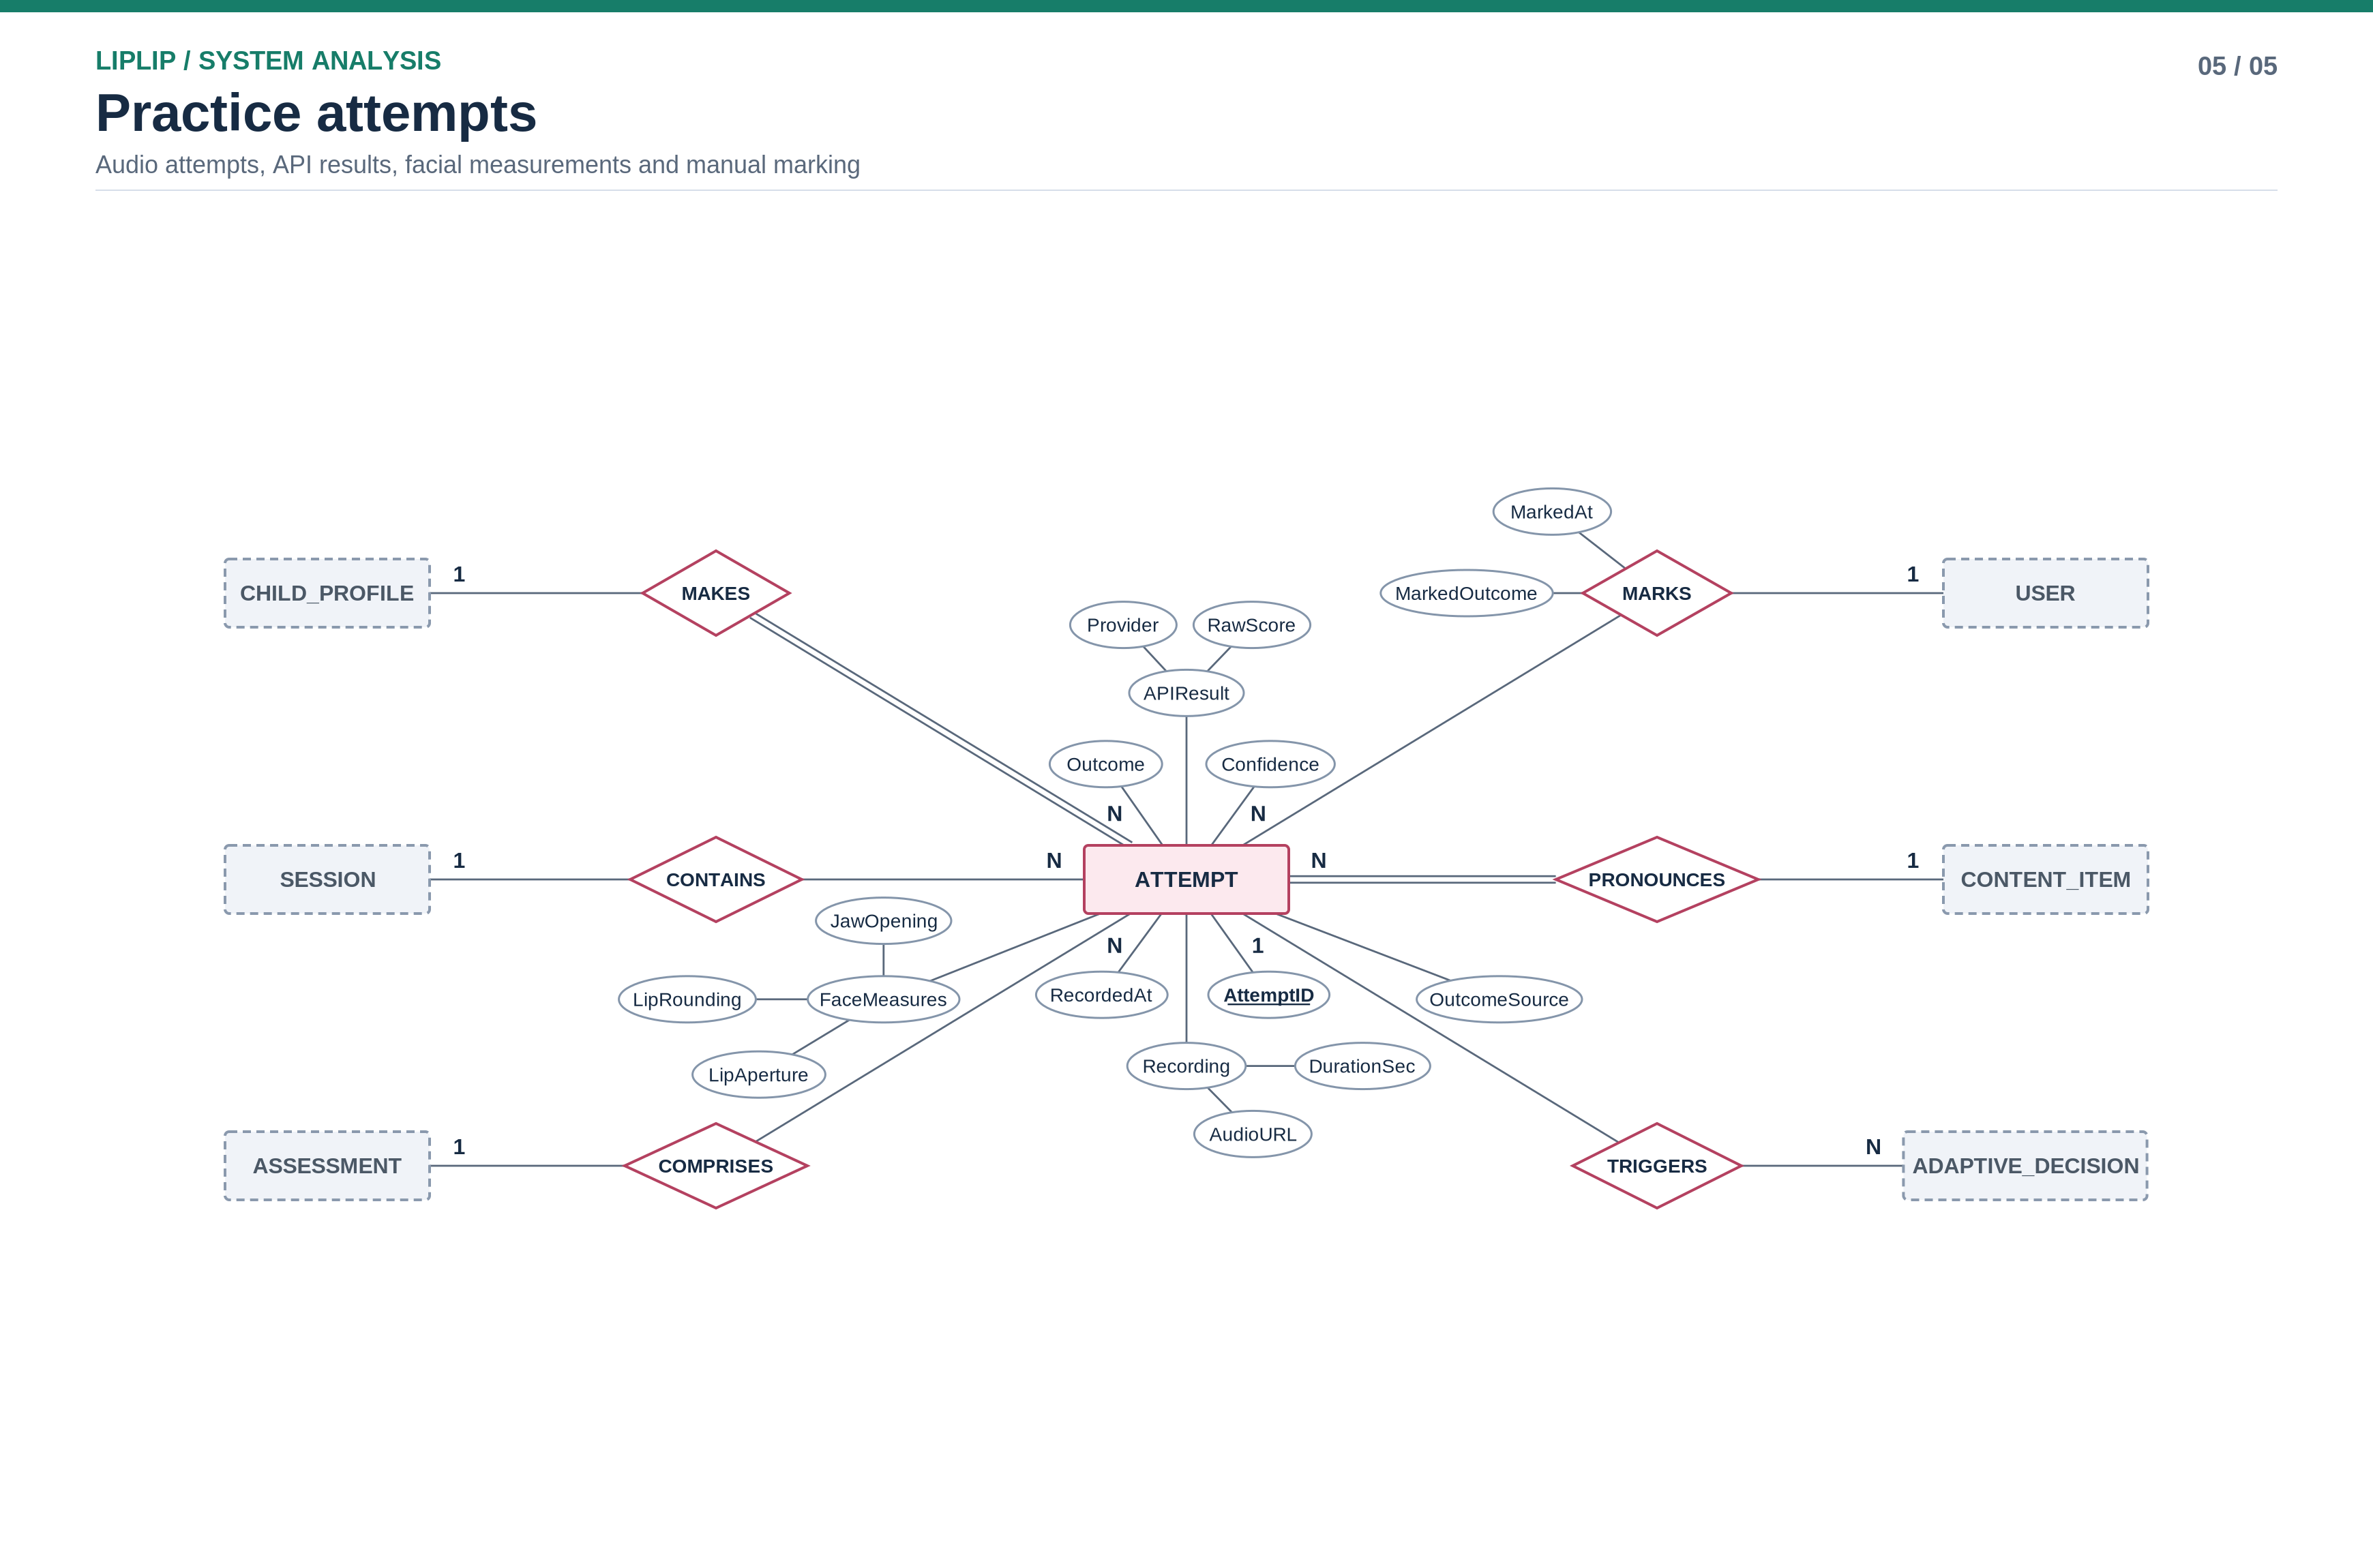 LIPLIP / SYSTEM ANALYSIS
05 / 05
Practice attempts
Audio attempts, API results, facial measurements and manual marking
MarkedAt
CHILD_PROFILE
1
MAKES
MarkedOutcome
MARKS
1
USER
Provider
RawScore
APIResult
Outcome
Confidence
N
N
SESSION
1
CONTAINS
N
ATTEMPT
N
PRONOUNCES
1
CONTENT_ITEM
JawOpening
N
1
LipRounding
FaceMeasures
RecordedAt
AttemptID
OutcomeSource
LipAperture
Recording
DurationSec
AudioURL
ASSESSMENT
1
COMPRISES
TRIGGERS
N
ADAPTIVE_DECISION